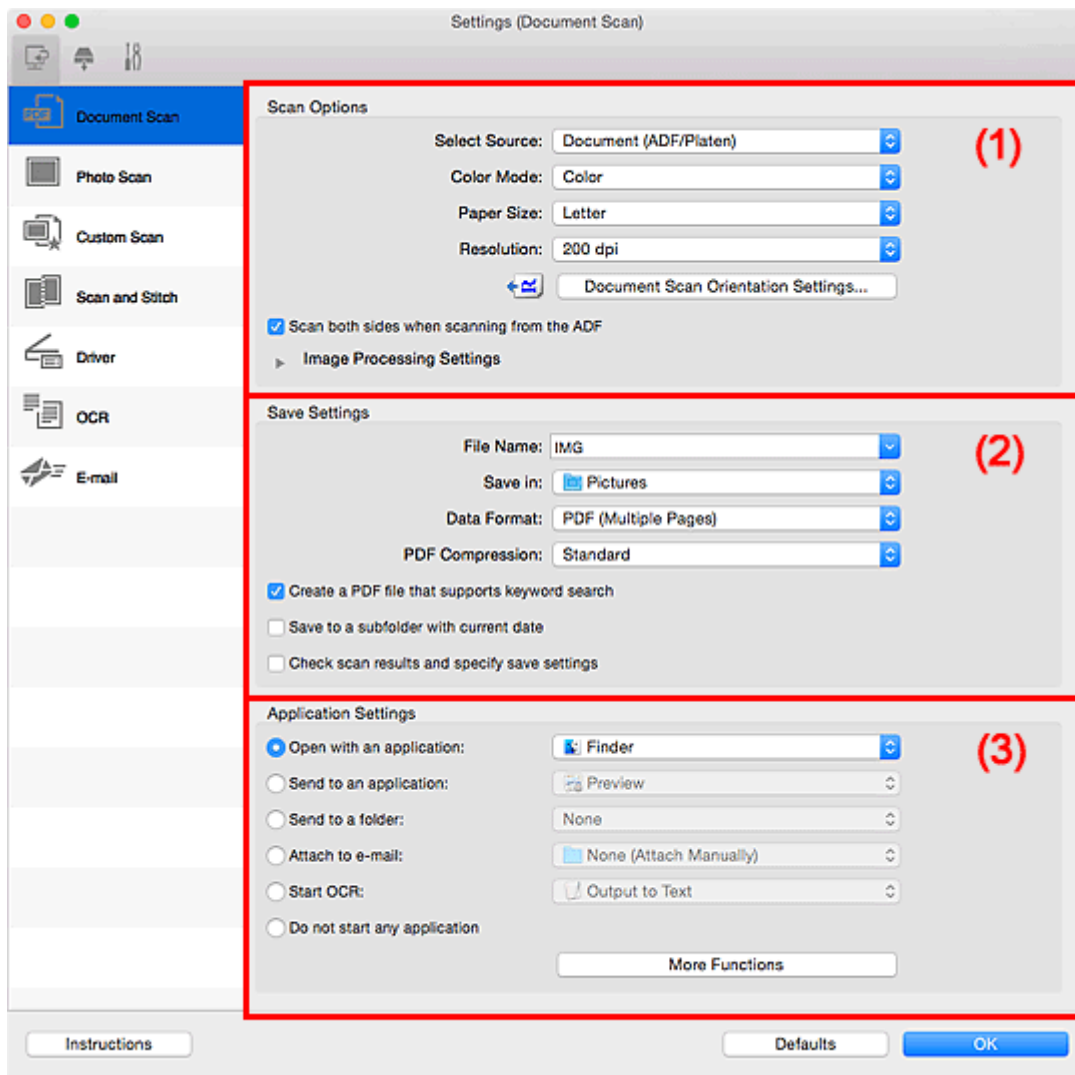 Settings (Document Scan)
Document Scan
Photo Scan
Custom Scan
Scan and Stitch
Driver
OCR
E-mail
Scan Options
(1)
Select Source: Document (ADF/Platen)
Color Mode: Color
Paper Size: Letter
Resolution: 200 dpi
Document Scan Orientation Settings...
Scan both sides when scanning from the ADF
Image Processing Settings
Save Settings
(2)
File Name: IMG
Save in: Pictures
Data Format: PDF (Multiple Pages)
PDF Compression: Standard
Create a PDF file that supports keyword search
Save to a subfolder with current date
Check scan results and specify save settings
Application Settings
(3)
Open with an application: Finder
Send to an application: Preview
Send to a folder: None
Attach to e-mail: None (Attach Manually)
Start OCR: Output to Text
Do not start any application
More Functions
Instructions Defaults OK